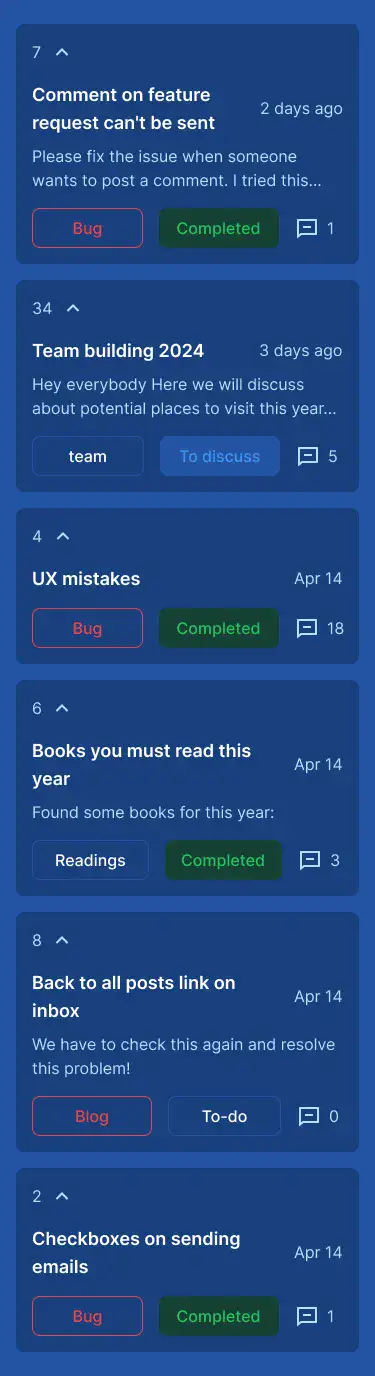 7
Comment on feature
request can't be sent
2 days ago
Please fix the issue when someone
wants to post a comment. I tried this...
Bug Completed 1
34
Team building 2024 3 days ago
Hey everybody Here we will discuss
about potential places to visit this year...
team To discuss 5
4
UX mistakes Apr 14
Bug Completed 18
6
Books you must read this
year
Apr 14
Found some books for this year:
Readings Completed 3
8
Back to all posts link on
inbox
Apr 14
We have to check this again and resolve
this problem!
Blog To-do 0
2
Checkboxes on sending
emails
Apr 14
Bug Completed 1